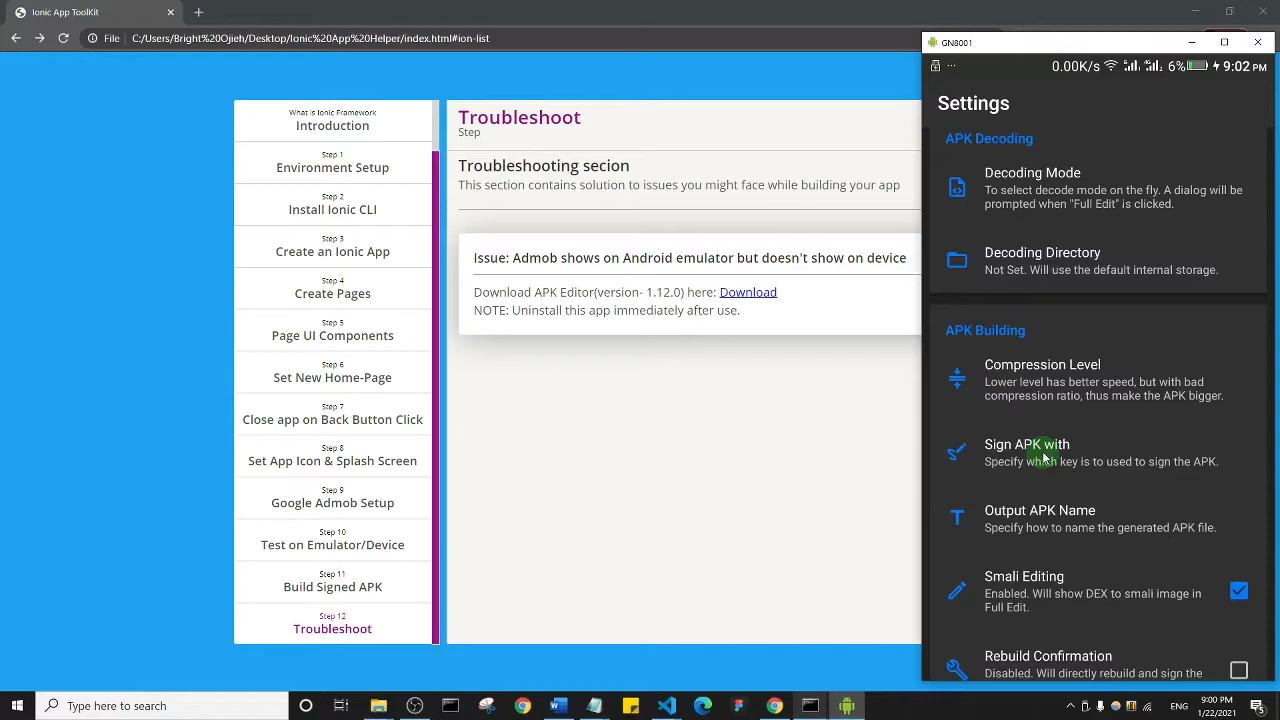 Ionic App ToolKit
File
C:/Users/Bright%20Ojieh/Desktop/Ionic%20App%20Helper/index.html#ion-list
What is Ionic Framework
Introduction
Step 1
Environment Setup
Step 2
Install Ionic CLI
Step 3
Create an Ionic App
Step 4
Create Pages
Step 5
Page UI Components
Step 6
Set New Home-Page
Step 7
Close app on Back Button Click
Step 8
Set App Icon & Splash Screen
Step 9
Google Admob Setup
Step 10
Test on Emulator/Device
Step 11
Build Signed APK
Step 12
Troubleshoot
Troubleshoot
Step
Troubleshooting secion
This section contains solution to issues you might face while building your app
Issue: Admob shows on Android emulator but doesn't show on device
Download APK Editor(version- 1.12.0) here: Download
NOTE: Uninstall this app immediately after use.
GN8001
... 0.00K/s 6% 9:02 PM
Settings
APK Decoding
Decoding Mode
To select decode mode on the fly. A dialog will be
prompted when "Full Edit" is clicked.
Decoding Directory
Not Set. Will use the default internal storage.
APK Building
Compression Level
Lower level has better speed, but with bad
compression ratio, thus make the APK bigger.
Sign APK with
Specify which key is to used to sign the APK.
Output APK Name
Specify how to name the generated APK file.
Smali Editing
Enabled. Will show DEX to smali image in
Full Edit.
Rebuild Confirmation
Disabled. Will directly rebuild and sign the
Type here to search
9:00 PM
1/22/2021